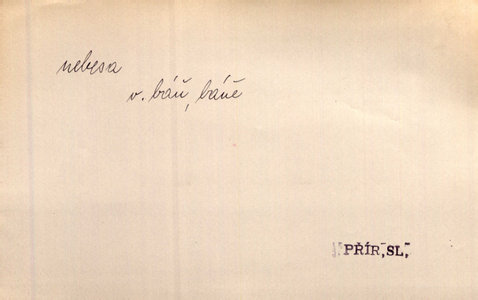 nebesa
v. báň, báně
PŘÍR. SL.